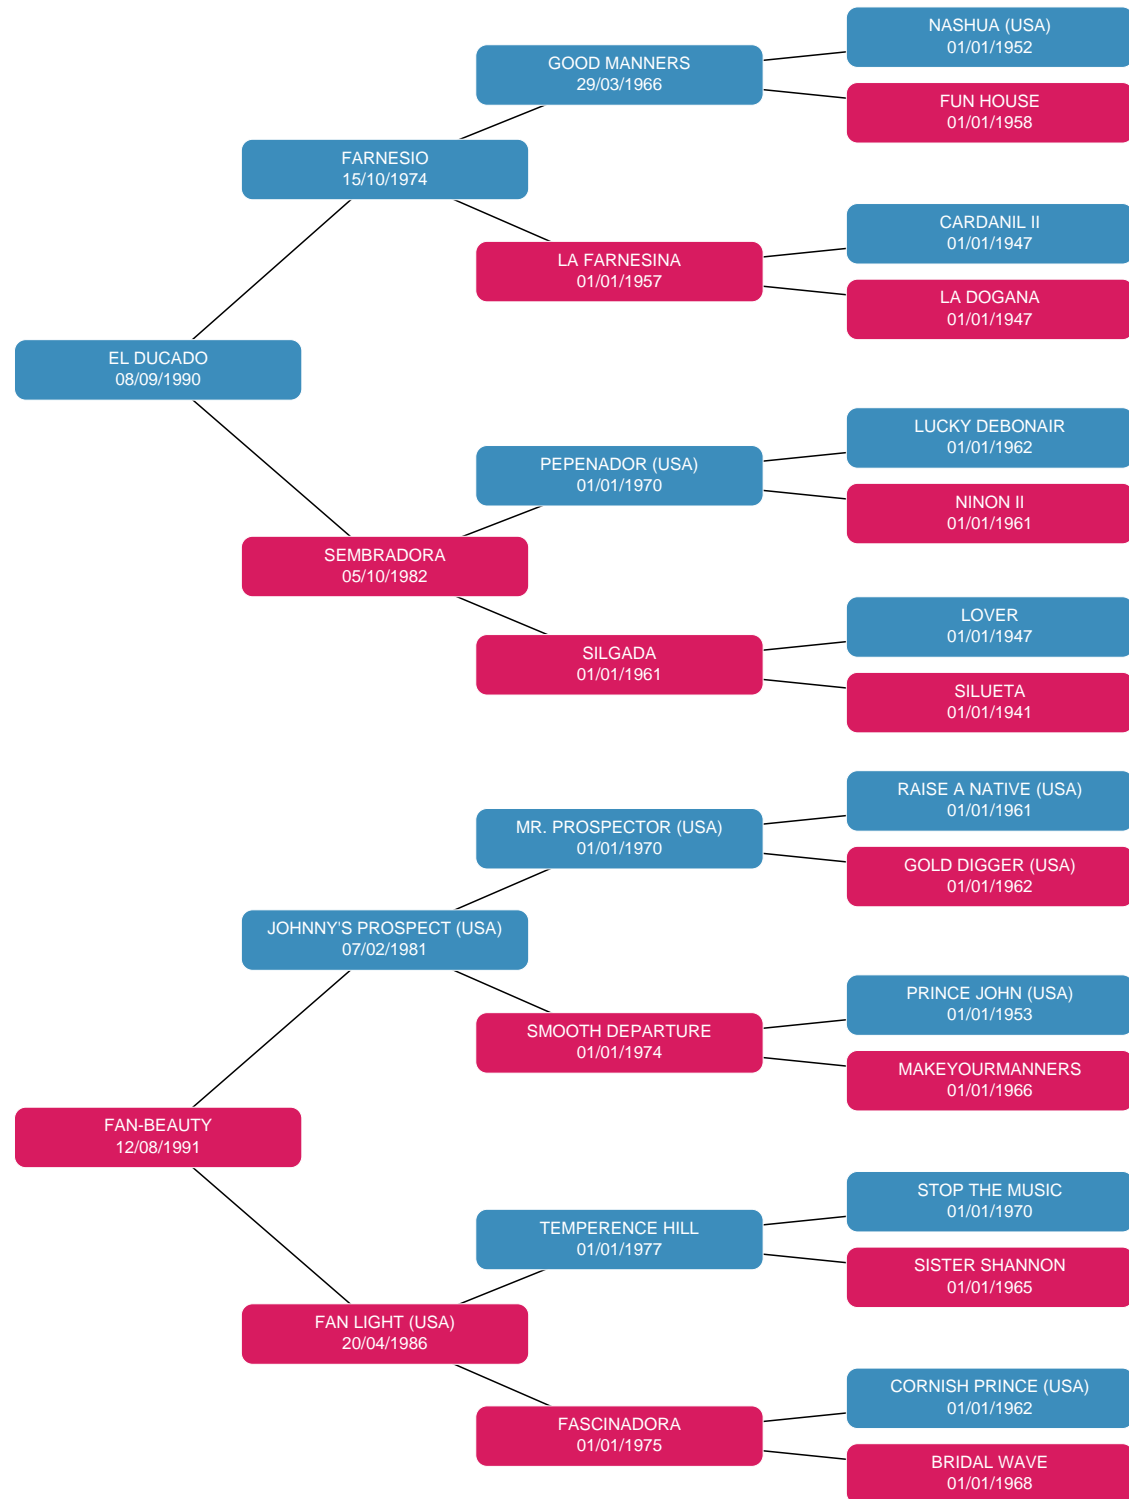 NASHUA (USA)
01/01/1952
GOOD MANNERS
29/03/1966
FUN HOUSE
01/01/1958
FARNESIO
15/10/1974
CARDANIL II
01/01/1947
LA FARNESINA
01/01/1957
LA DOGANA
01/01/1947
EL DUCADO
08/09/1990
LUCKY DEBONAIR
01/01/1962
PEPENADOR (USA)
01/01/1970
NINON II
01/01/1961
SEMBRADORA
05/10/1982
LOVER
01/01/1947
SILGADA
01/01/1961
SILUETA
01/01/1941
RAISE A NATIVE (USA)
01/01/1961
MR. PROSPECTOR (USA)
01/01/1970
GOLD DIGGER (USA)
01/01/1962
JOHNNY'S PROSPECT (USA)
07/02/1981
PRINCE JOHN (USA)
01/01/1953
SMOOTH DEPARTURE
01/01/1974
MAKEYOURMANNERS
01/01/1966
FAN-BEAUTY
12/08/1991
STOP THE MUSIC
01/01/1970
TEMPERENCE HILL
01/01/1977
SISTER SHANNON
01/01/1965
FAN LIGHT (USA)
20/04/1986
CORNISH PRINCE (USA)
01/01/1962
FASCINADORA
01/01/1975
BRIDAL WAVE
01/01/1968